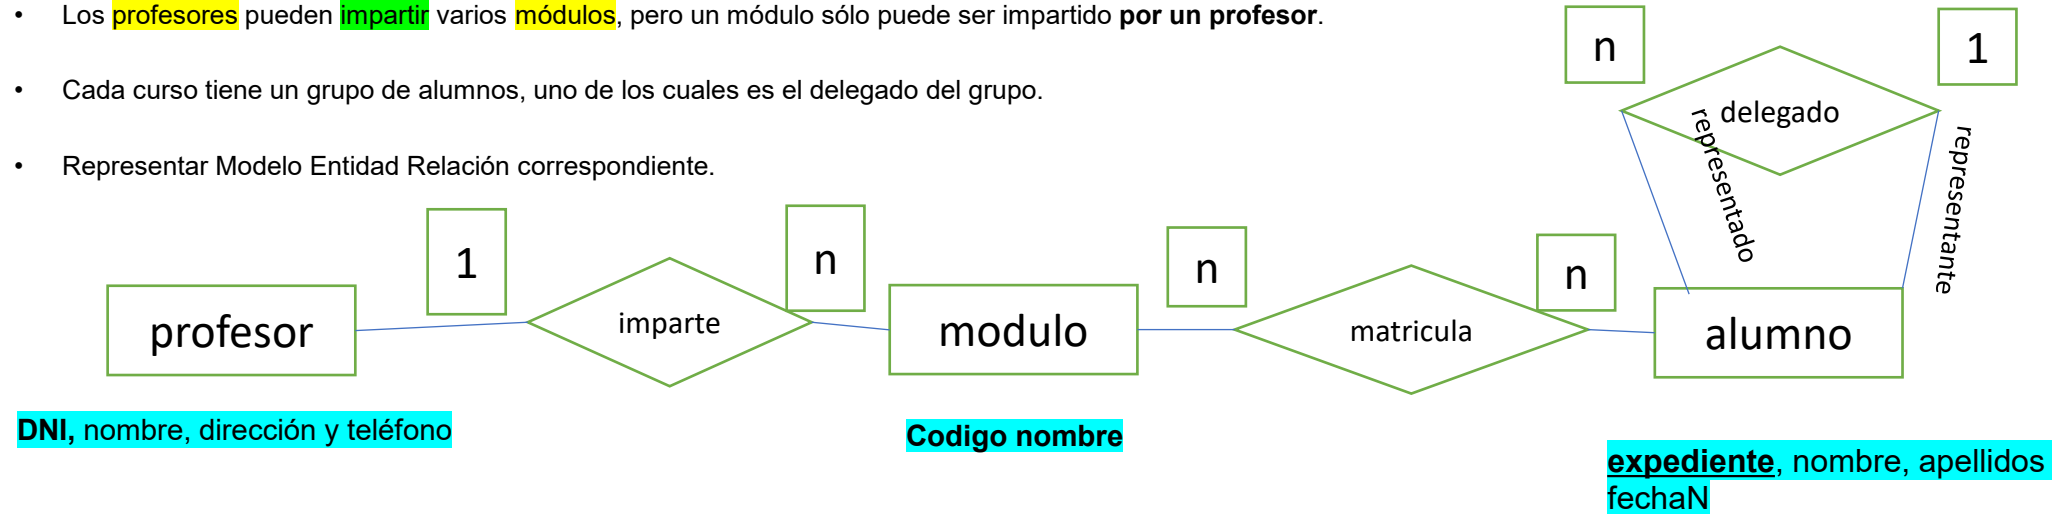 • Los profesores pueden impartir varios módulos, pero un módulo sólo puede ser impartido por un profesor.
• Cada curso tiene un grupo de alumnos, uno de los cuales es el delegado del grupo.
• Representar Modelo Entidad Relación correspondiente.
n
1
delegado
representado
representante
1
n
n
n
profesor
imparte
modulo
matricula
alumno
DNI, nombre, dirección y teléfono
Codigo nombre
expediente, nombre, apellidos
fechaN